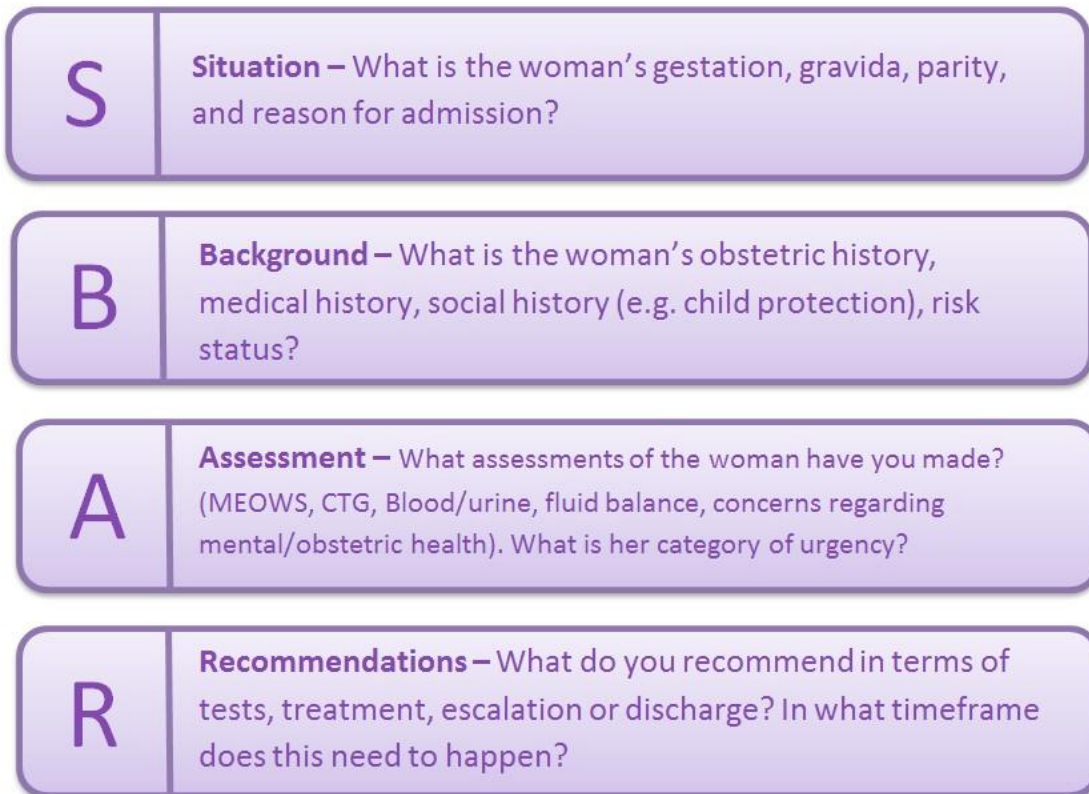 S
Situation – What is the woman's gestation, gravida, parity,
and reason for admission?
B
Background – What is the woman's obstetric history,
medical history, social history (e.g. child protection), risk
status?
A
Assessment – What assessments of the woman have you made?
(MEOWS, CTG, Blood/urine, fluid balance, concerns regarding
mental/obstetric health). What is her category of urgency?
R
Recommendations – What do you recommend in terms of
tests, treatment, escalation or discharge? In what timeframe
does this need to happen?